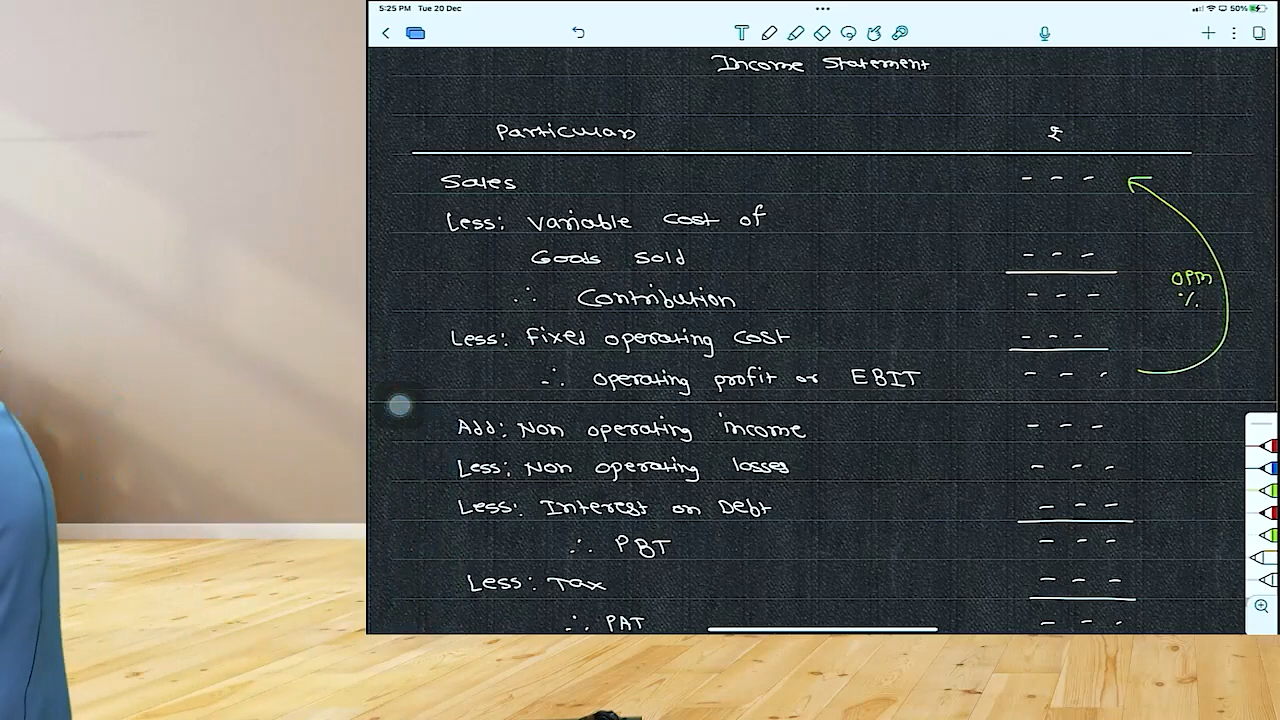 5:25 PM Tue 20 Dec
50%
Income Statement
Particulars ₹
Sales - - -
Less: Variable cost of
Goods Sold - - -
∴ Contribution - - -
Less: Fixed operating cost - - -
∴ operating profit or EBIT - - -
OPM
%
Add: Non operating income - - -
Less: Non operating losses - - -
Less: Interest on Debt - - -
∴ PBT - - -
Less: Tax - - -
∴ PAT - - -